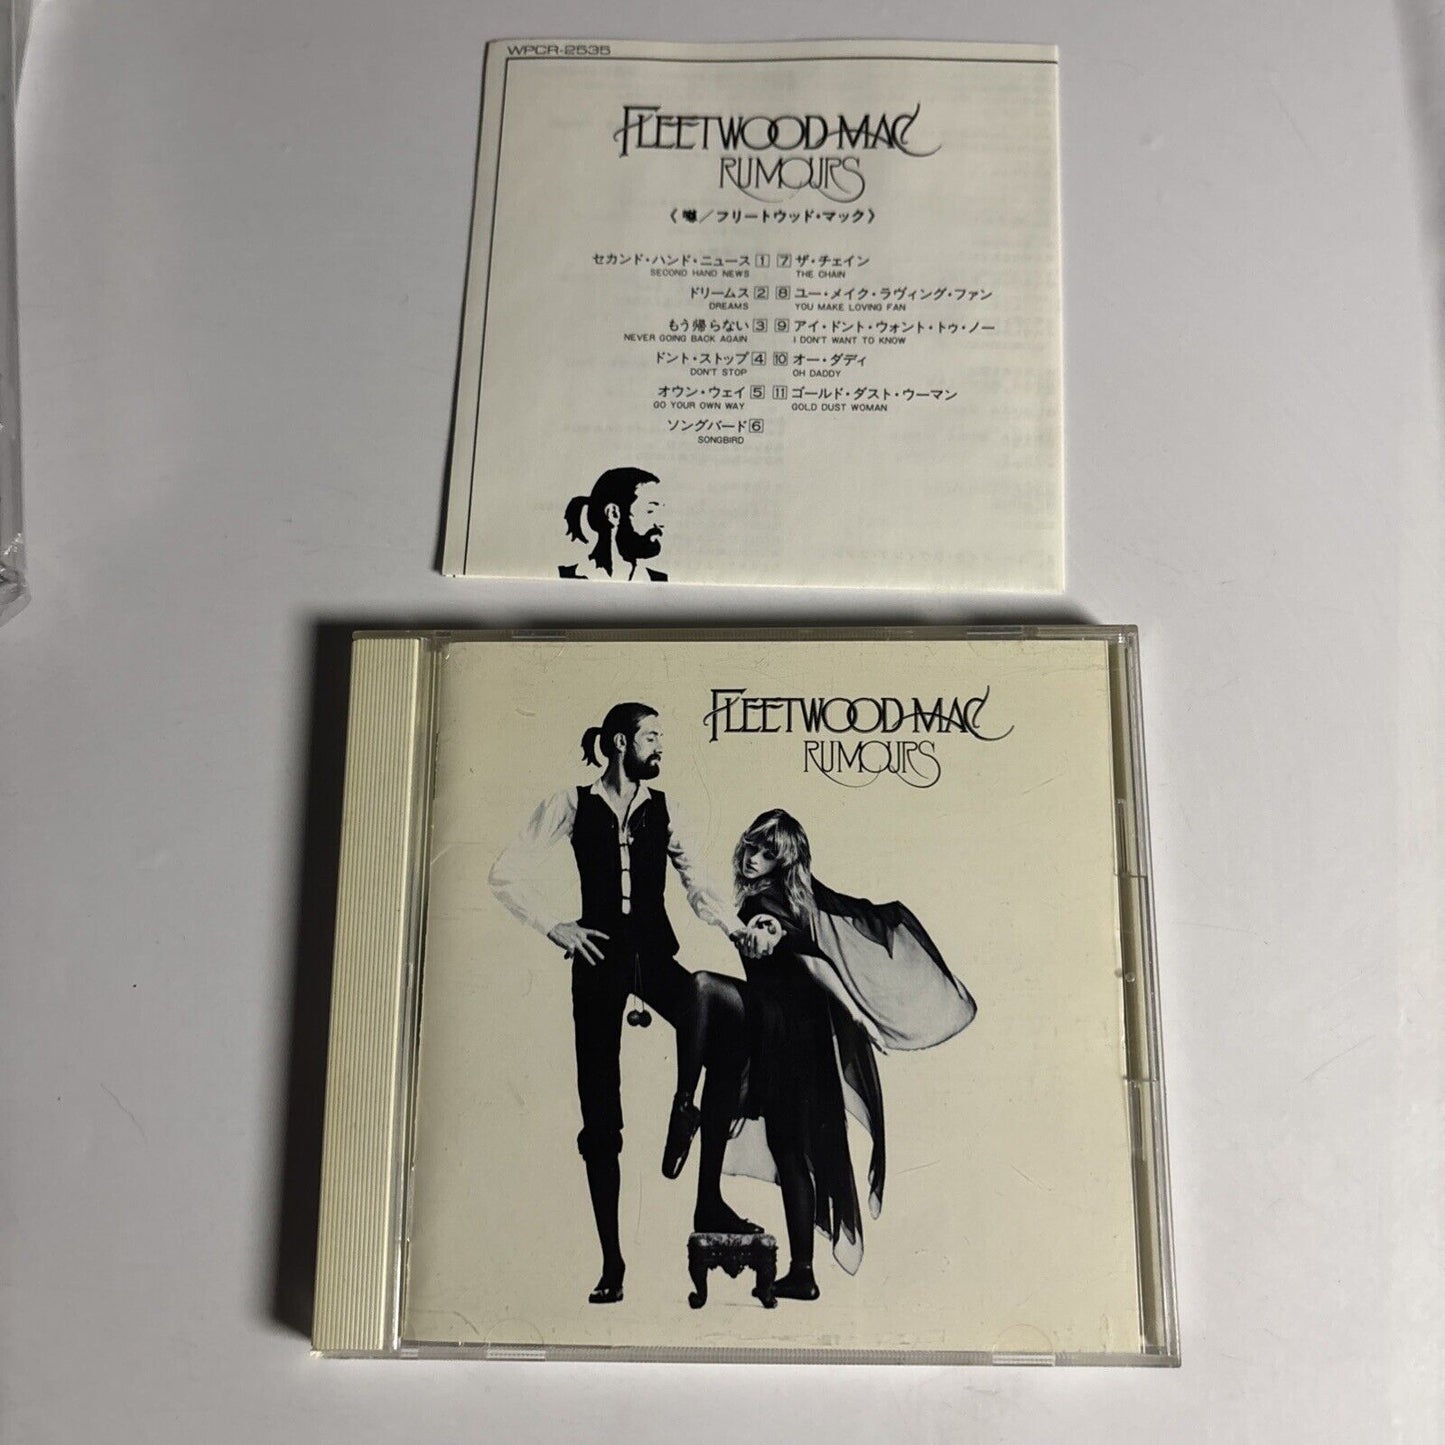 WPCR-2535
FLEETWOOD MAC
RUMOURS
《噂／フリートウッド・マック》
セカンド・ハンド・ニュース 1
SECOND HAND NEWS
ドリームス 2
DREAMS
もう帰らない 3
NEVER GOING BACK AGAIN
ドント・ストップ 4
DON'T STOP
オウン・ウェイ 5
GO YOUR OWN WAY
ソングバード 6
SONGBIRD
7 ザ・チェイン
THE CHAIN
8 ユー・メイク・ラヴィング・ファン
YOU MAKE LOVING FAN
9 アイ・ドント・ウォント・トゥ・ノー
I DON'T WANT TO KNOW
10 オー・ダディ
OH DADDY
11 ゴールド・ダスト・ウーマン
GOLD DUST WOMAN
FLEETWOOD MAC
RUMOURS